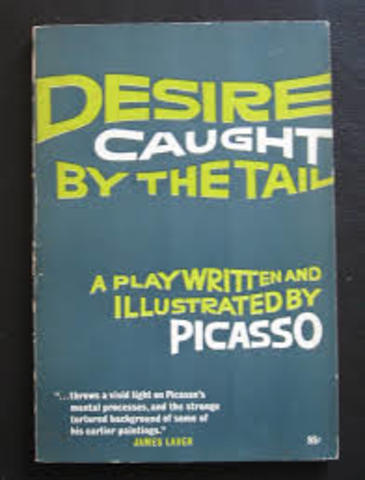 DESIRE
CAUGHT
BY THE TAIL
A PLAY WRITTEN AND
ILLUSTRATED BY
PICASSO
"...throws a vivid light on Picasso's
mental processes, and the strange
tortured background of some of
his earlier paintings."
JAMES LAVER
95¢